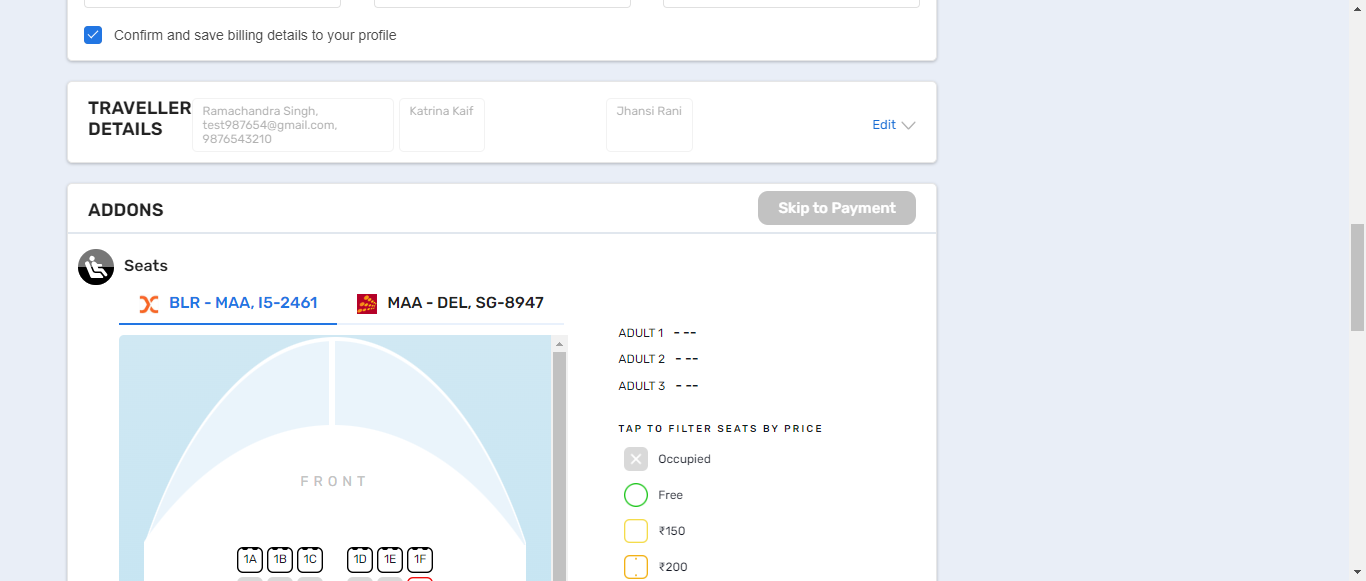 Confirm and save billing details to your profile
TRAVELLER
DETAILS
Ramachandra Singh,
test987654@gmail.com,
9876543210
Katrina Kaif
Jhansi Rani
Edit
ADDONS
Skip to Payment
Seats
BLR - MAA, I5-2461
MAA - DEL, SG-8947
ADULT 1 - --
ADULT 2 - --
ADULT 3 - --
TAP TO FILTER SEATS BY PRICE
Occupied
Free
₹150
₹200
FRONT
1A 1B 1C 1D 1E 1F